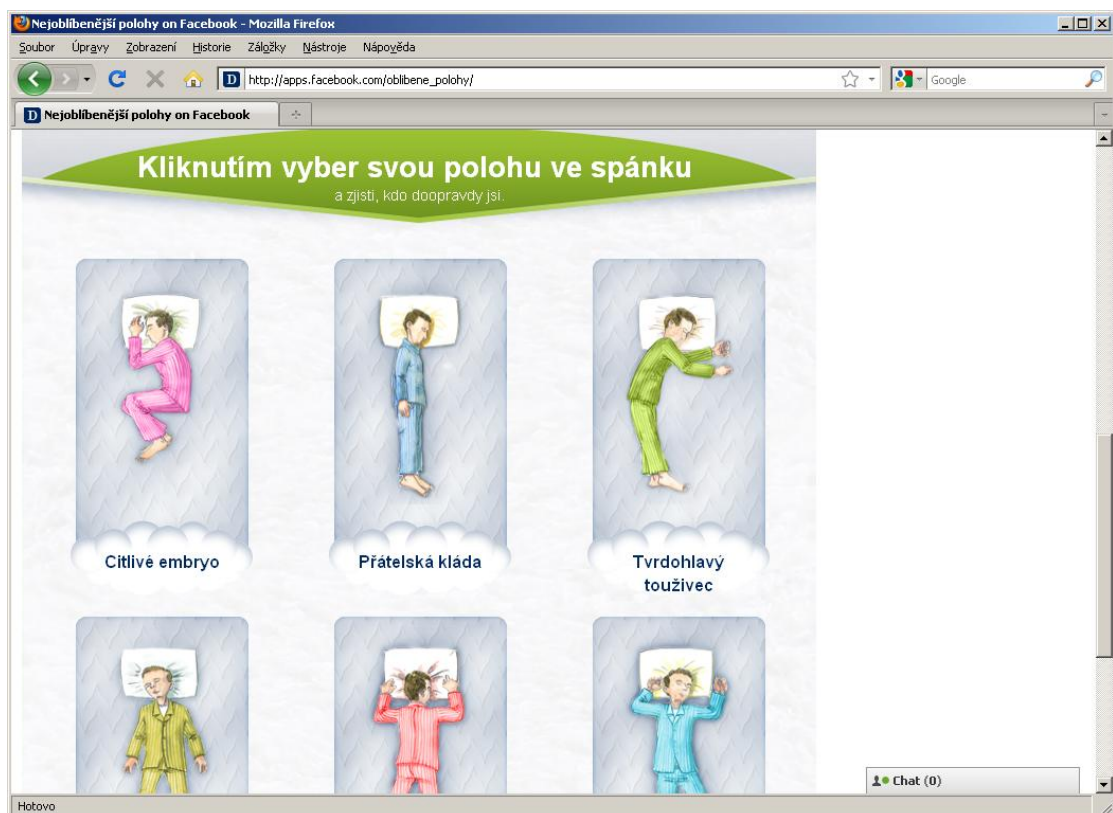 Nejoblíbenější polohy on Facebook - Mozilla Firefox
Soubor Úpravy Zobrazení Historie Záložky Nástroje Nápověda
D http://apps.facebook.com/oblibene_polohy/ Google
D Nejoblíbenější polohy on Facebook
Kliknutím vyber svou polohu ve spánku
a zjisti, kdo doopravdy jsi.
Citlivé embryo
Přátelská kláda
Tvrdohlavý
touživec
Chat (0)
Hotovo